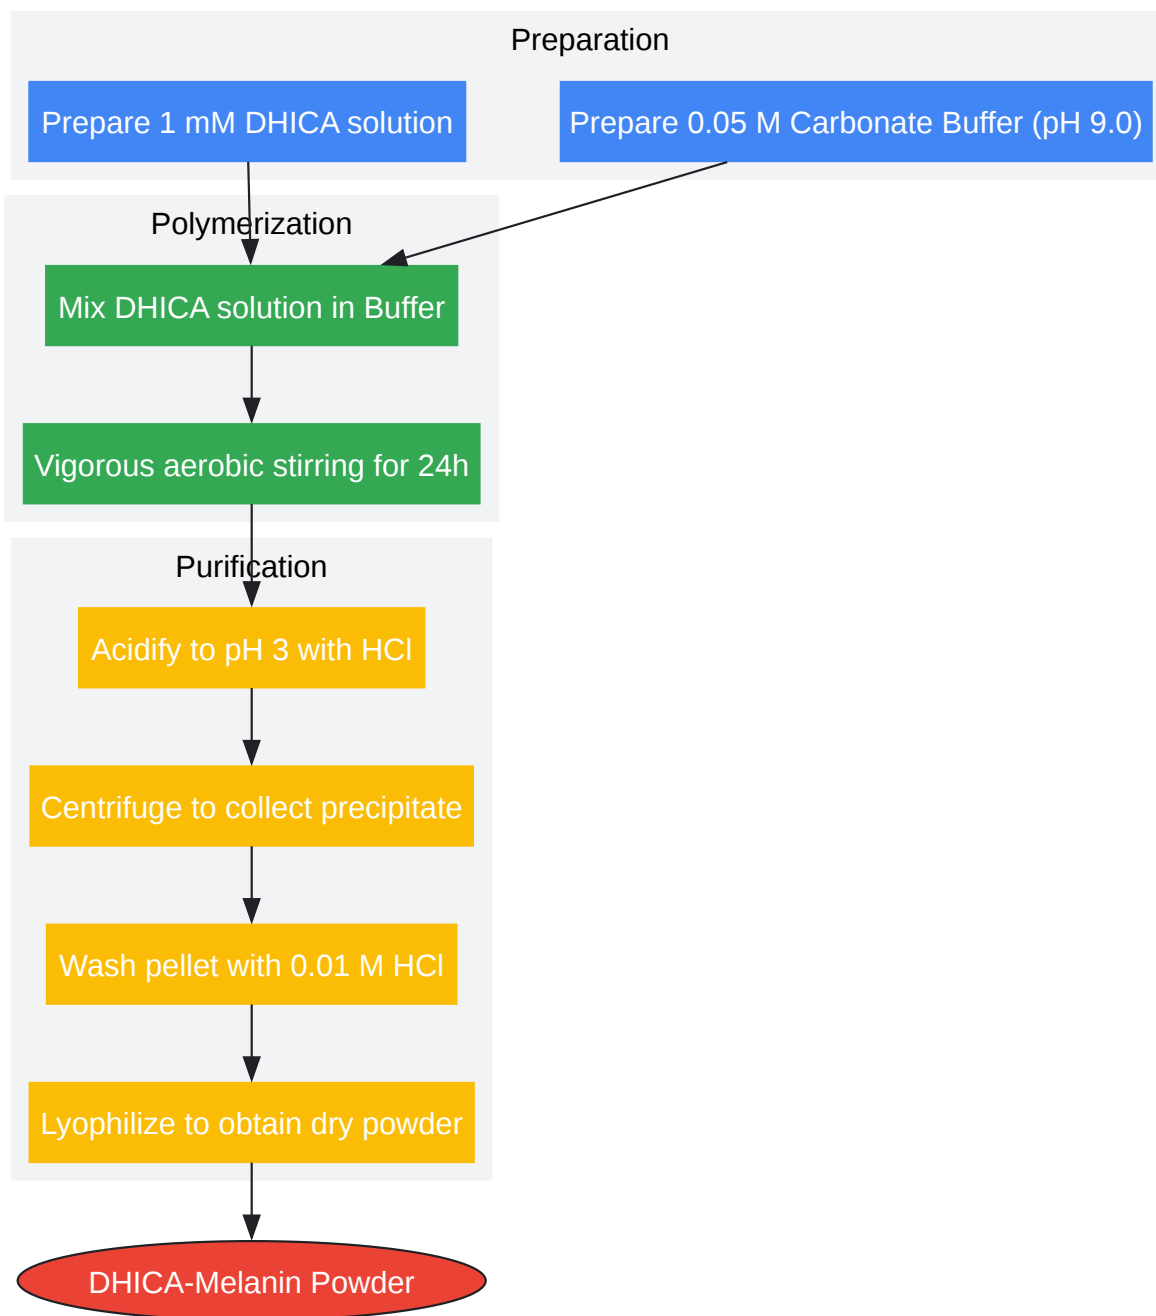 Preparation
Prepare 1 mM DHICA solution
Prepare 0.05 M Carbonate Buffer (pH 9.0)
Polymerization
Mix DHICA solution in Buffer
Vigorous aerobic stirring for 24h
Purification
Acidify to pH 3 with HCl
Centrifuge to collect precipitate
Wash pellet with 0.01 M HCl
Lyophilize to obtain dry powder
DHICA-Melanin Powder